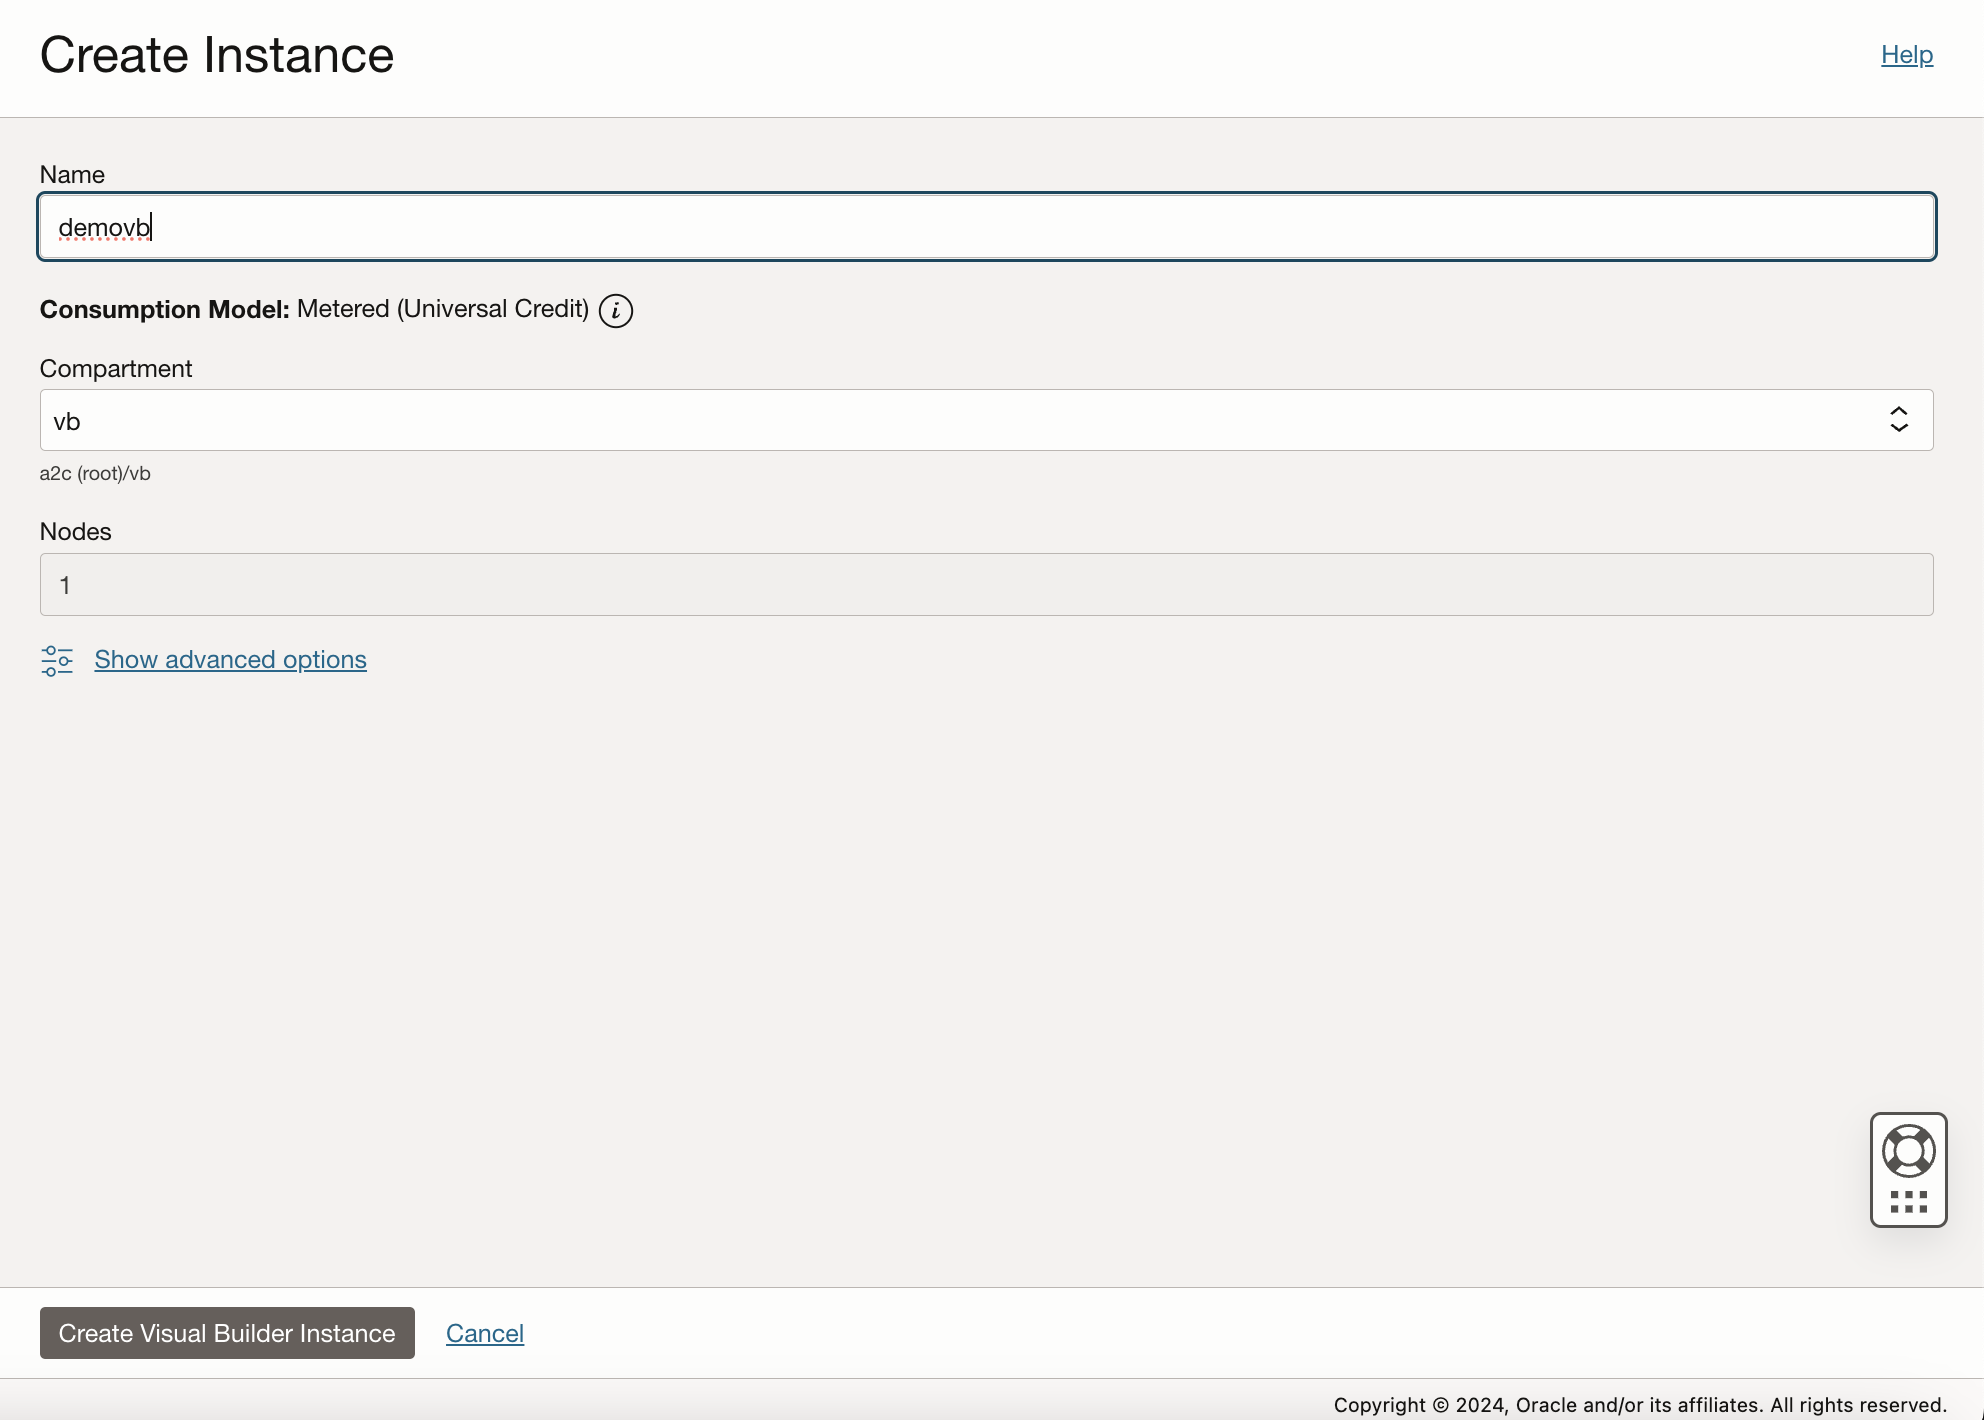 Create Instance
Help
Name
demovb
Consumption Model: Metered (Universal Credit) i
Compartment
vb
a2c (root)/vb
Nodes
1
Show advanced options
Create Visual Builder Instance Cancel
Copyright © 2024, Oracle and/or its affiliates. All rights reserved.